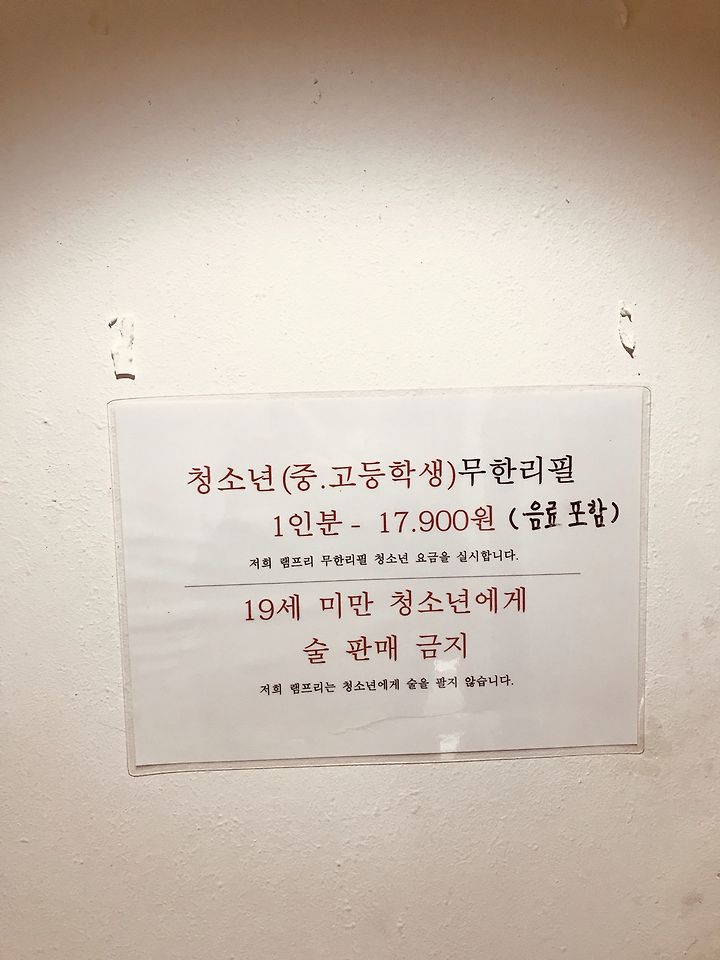 청소년(중.고등학생)무한리필
1인분 - 17.900원 (음료 포함)
저희 램프리 무한리필 청소년 요금을 실시합니다.
19세 미만 청소년에게
술 판매 금지
저희 램프리는 청소년에게 술을 팔지 않습니다.